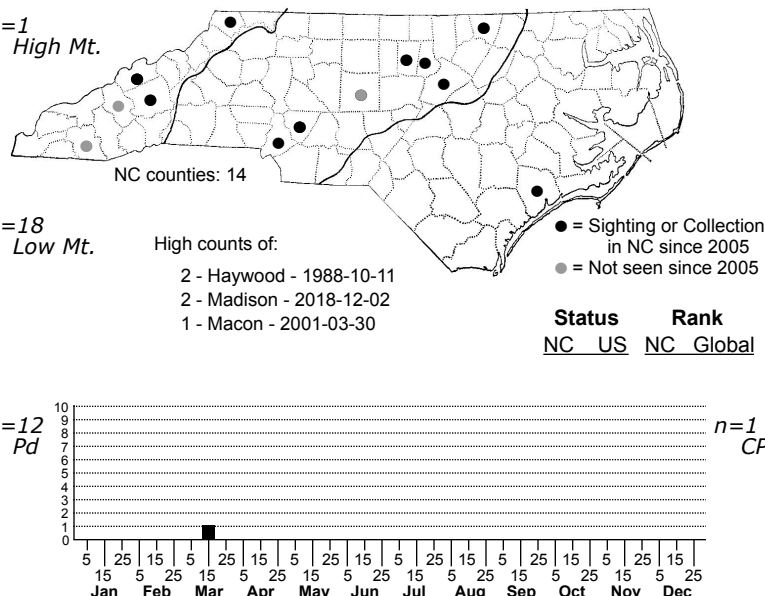 =1
High Mt.
NC counties: 14
=18
Low Mt.
High counts of:
2 - Haywood - 1988-10-11
2 - Madison - 2018-12-02
1 - Macon - 2001-03-30
= Sighting or Collection
in NC since 2005
= Not seen since 2005
Status Rank
NC US NC Global
=12
Pd
n=1
CP
10
9
8
7
6
5
4
3
2
1
0
5 25 15 5 25 15 5 25 15 5 25 15 5 25 15 5 25 15
15 5 25 15 5 25 15 5 25 15 5 25 15 5 25 15 5 25
Jan Feb Mar Apr May Jun Jul Aug Sep Oct Nov Dec